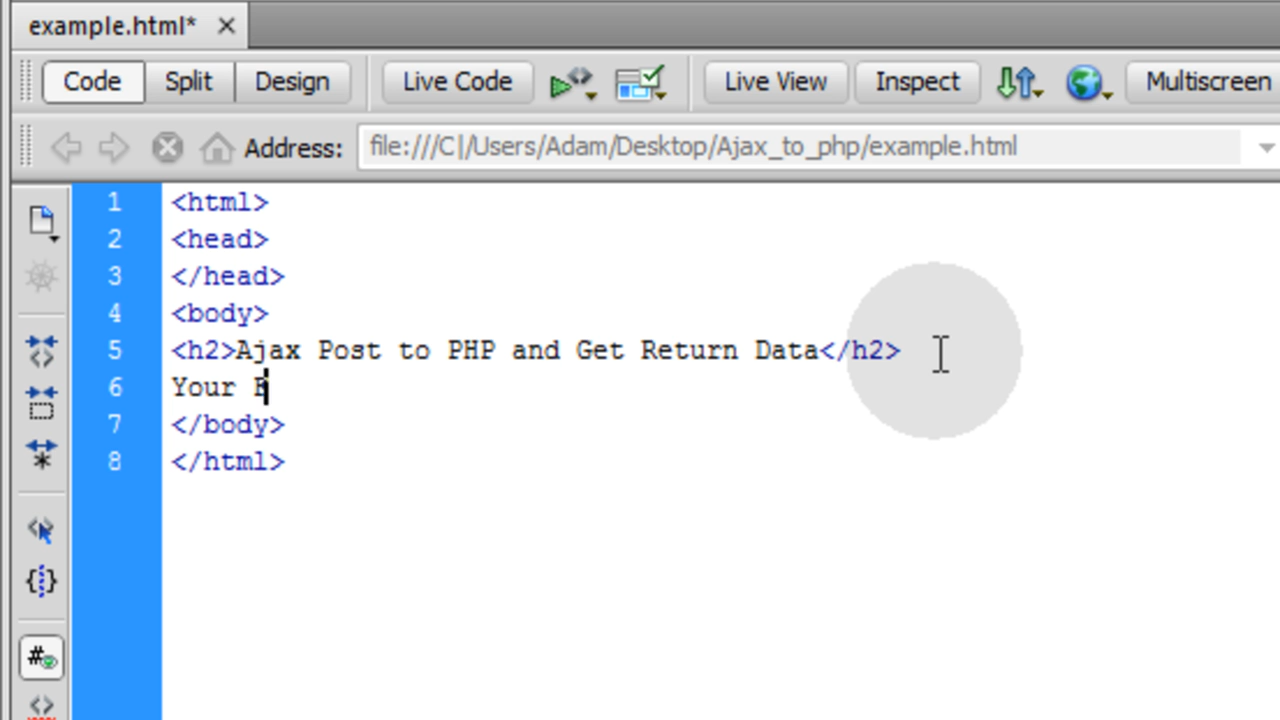 example.html*
Code Split Design Live Code Live View Inspect Multiscreen
Address: file:///C|/Users/Adam/Desktop/Ajax_to_php/example.html
1 <html>
2 <head>
3 </head>
4 <body>
5 <h2>Ajax Post to PHP and Get Return Data</h2>
6 Your
7 </body>
8 </html>